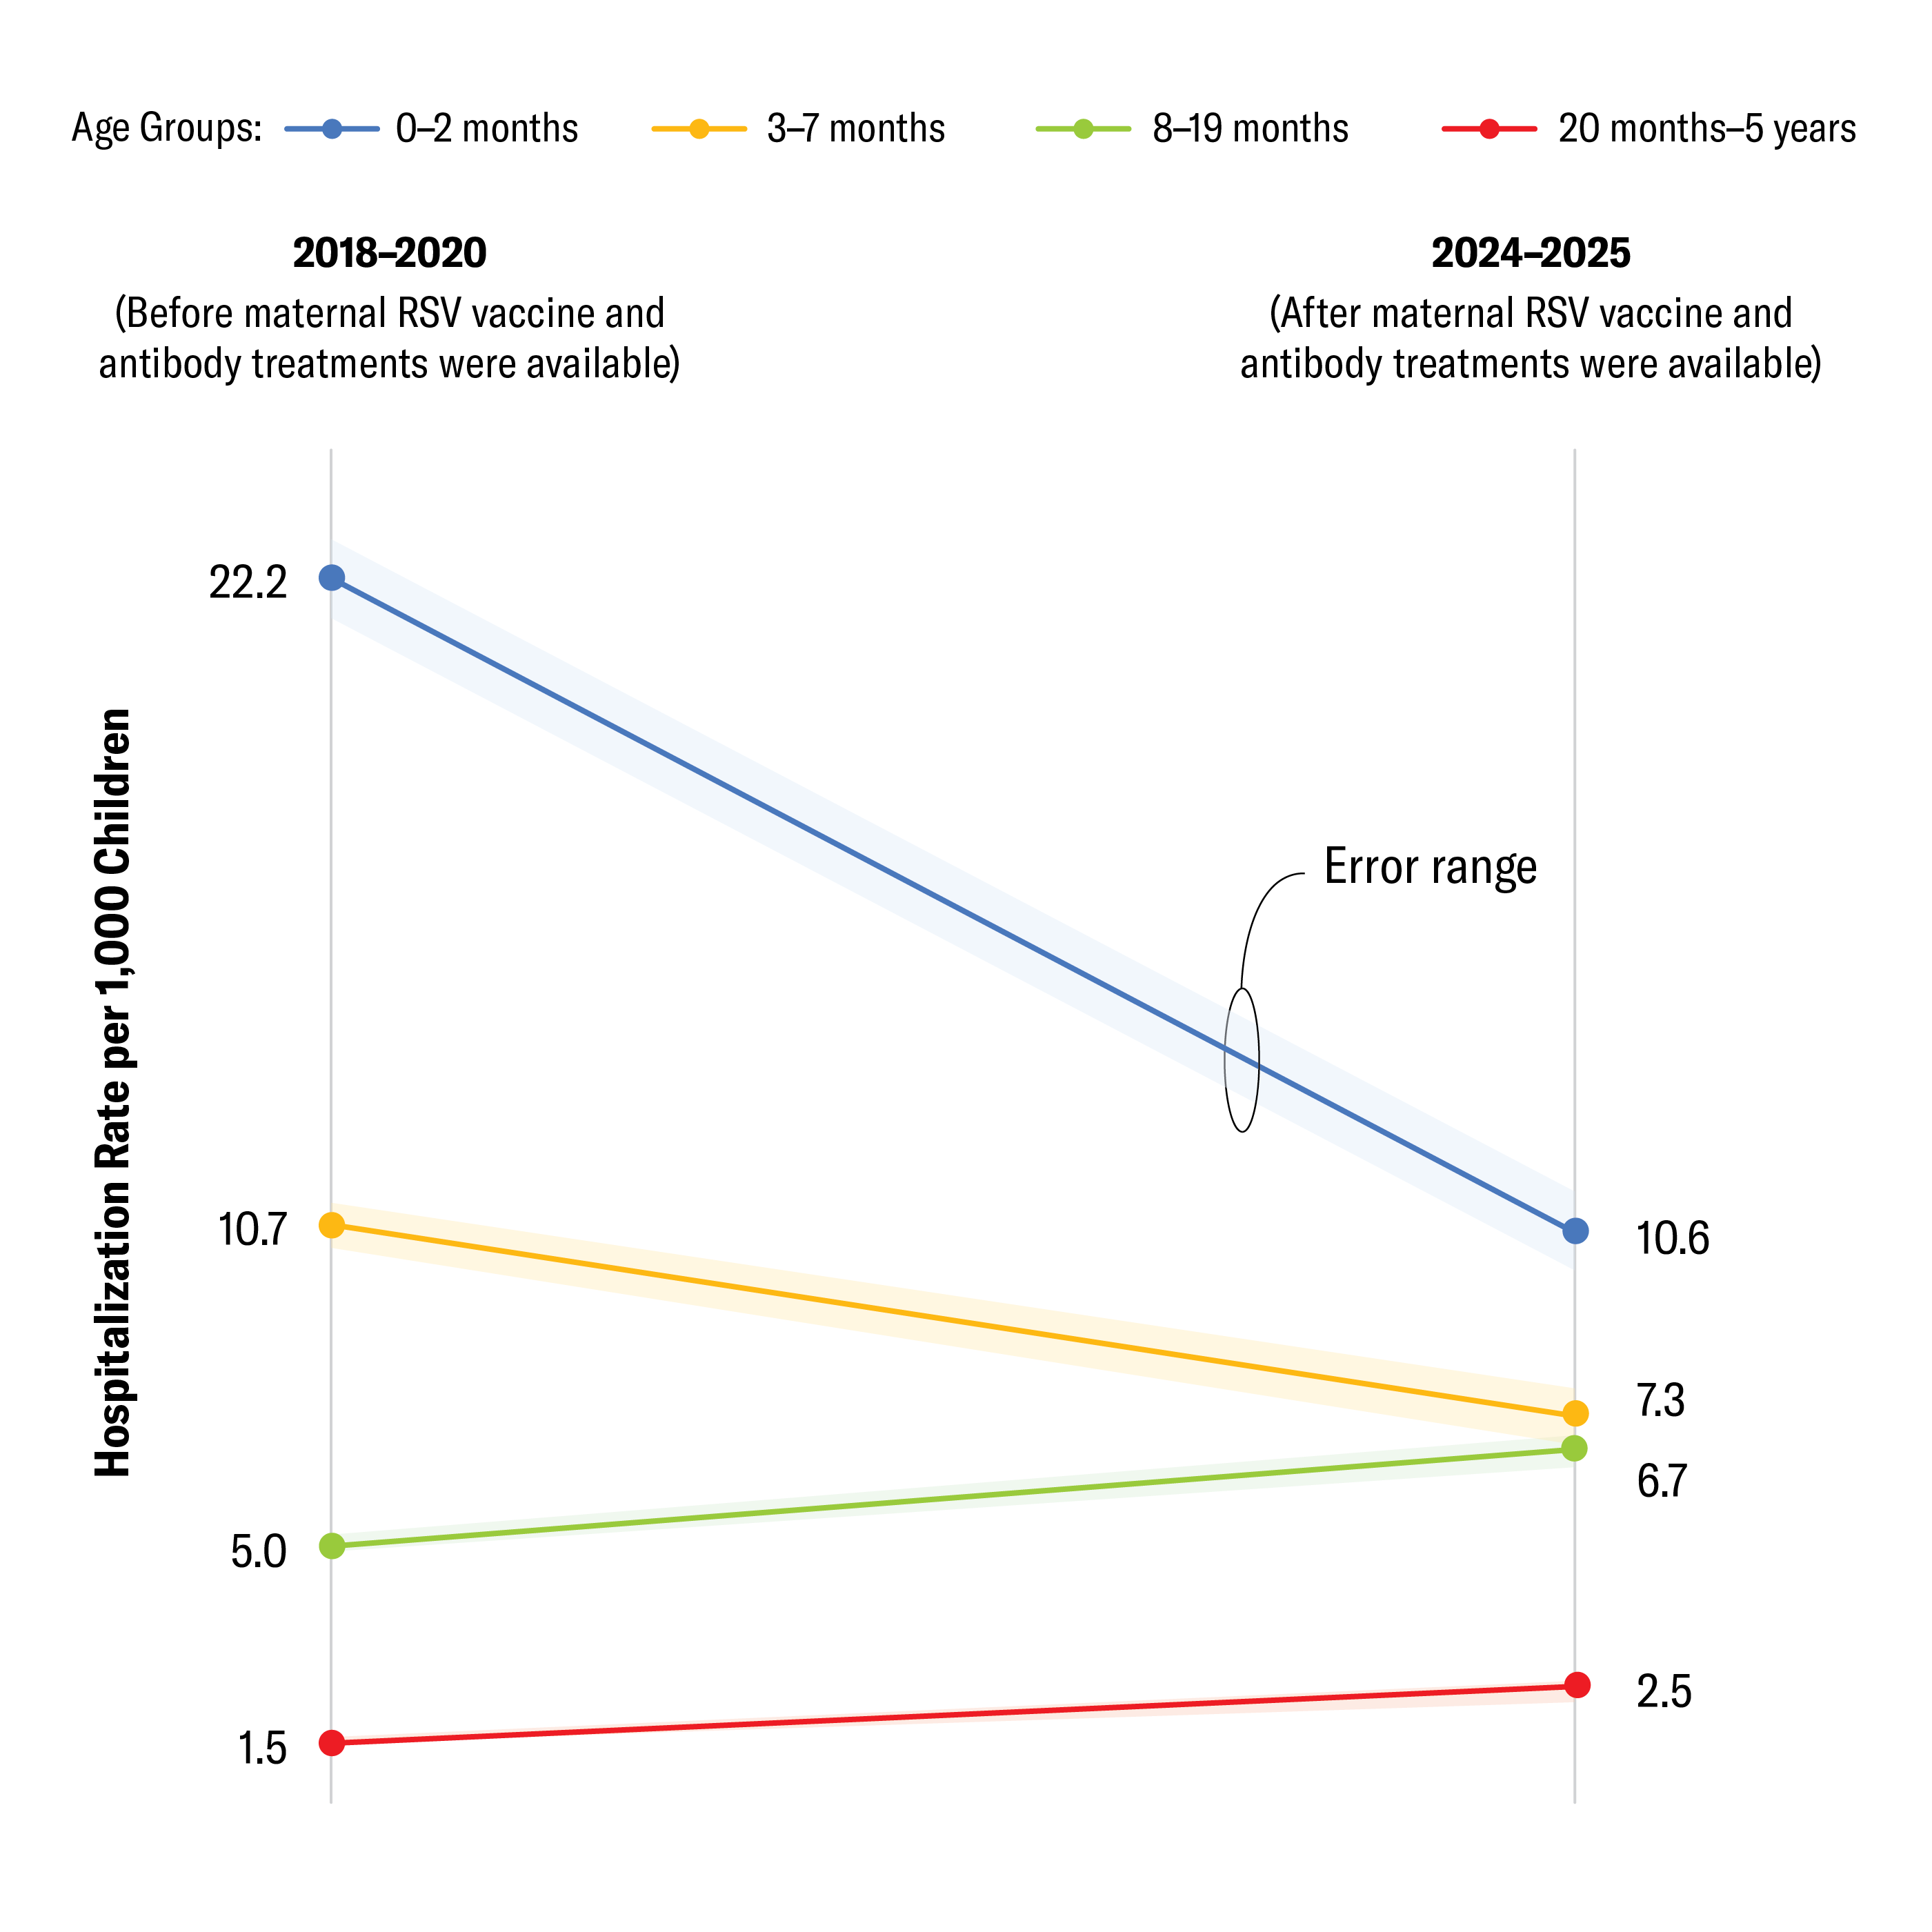 Age Groups: 0–2 months 3–7 months 8–19 months 20 months–5 years
2018–2020
(Before maternal RSV vaccine and
antibody treatments were available)
2024–2025
(After maternal RSV vaccine and
antibody treatments were available)
Hospitalization Rate per 1,000 Children
22.2
10.7
5.0
1.5
Error range
10.6
7.3
6.7
2.5